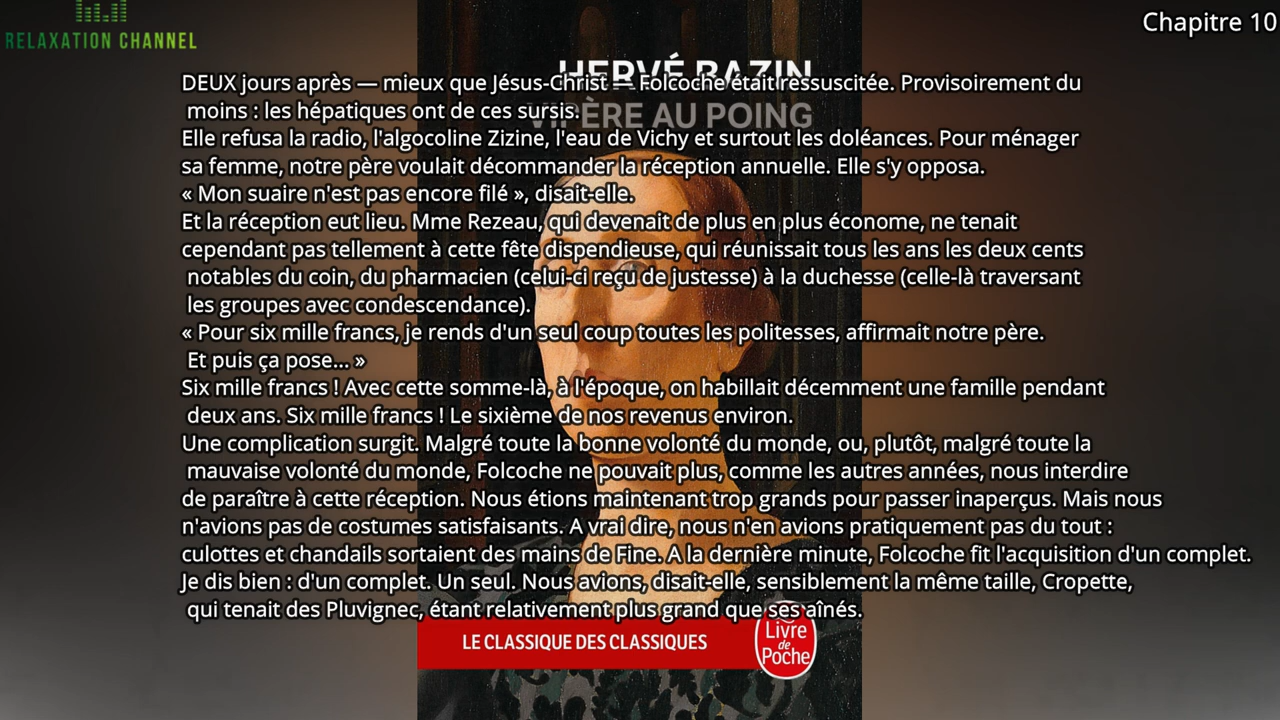 RELAXATION CHANNEL
Chapitre 10
HERVÉ BAZIN
VIPÈRE AU POING
DEUX jours après — mieux que Jésus-Christ — Folcoche était ressuscitée. Provisoirement du
moins : les hépatiques ont de ces sursis.
Elle refusa la radio, l'algocoline Zizine, l'eau de Vichy et surtout les doléances. Pour ménager
sa femme, notre père voulait décommander la réception annuelle. Elle s'y opposa.
« Mon suaire n'est pas encore filé », disait-elle.
Et la réception eut lieu. Mme Rezeau, qui devenait de plus en plus économe, ne tenait
cependant pas tellement à cette fête dispendieuse, qui réunissait tous les ans les deux cents
notables du coin, du pharmacien (celui-ci reçu de justesse) à la duchesse (celle-là traversant
les groupes avec condescendance).
« Pour six mille francs, je rends d'un seul coup toutes les politesses, affirmait notre père.
Et puis ça pose... »
Six mille francs ! Avec cette somme-là, à l'époque, on habillait décemment une famille pendant
deux ans. Six mille francs ! Le sixième de nos revenus environ.
Une complication surgit. Malgré toute la bonne volonté du monde, ou, plutôt, malgré toute la
mauvaise volonté du monde, Folcoche ne pouvait plus, comme les autres années, nous interdire
de paraître à cette réception. Nous étions maintenant trop grands pour passer inaperçus. Mais nous
n'avions pas de costumes satisfaisants. A vrai dire, nous n'en avions pratiquement pas du tout :
culottes et chandails sortaient des mains de Fine. A la dernière minute, Folcoche fit l'acquisition d'un complet.
Je dis bien : d'un complet. Un seul. Nous avions, disait-elle, sensiblement la même taille, Cropette,
qui tenait des Pluvignec, étant relativement plus grand que ses aînés.
LE CLASSIQUE DES CLASSIQUES
Livre
de
Poche